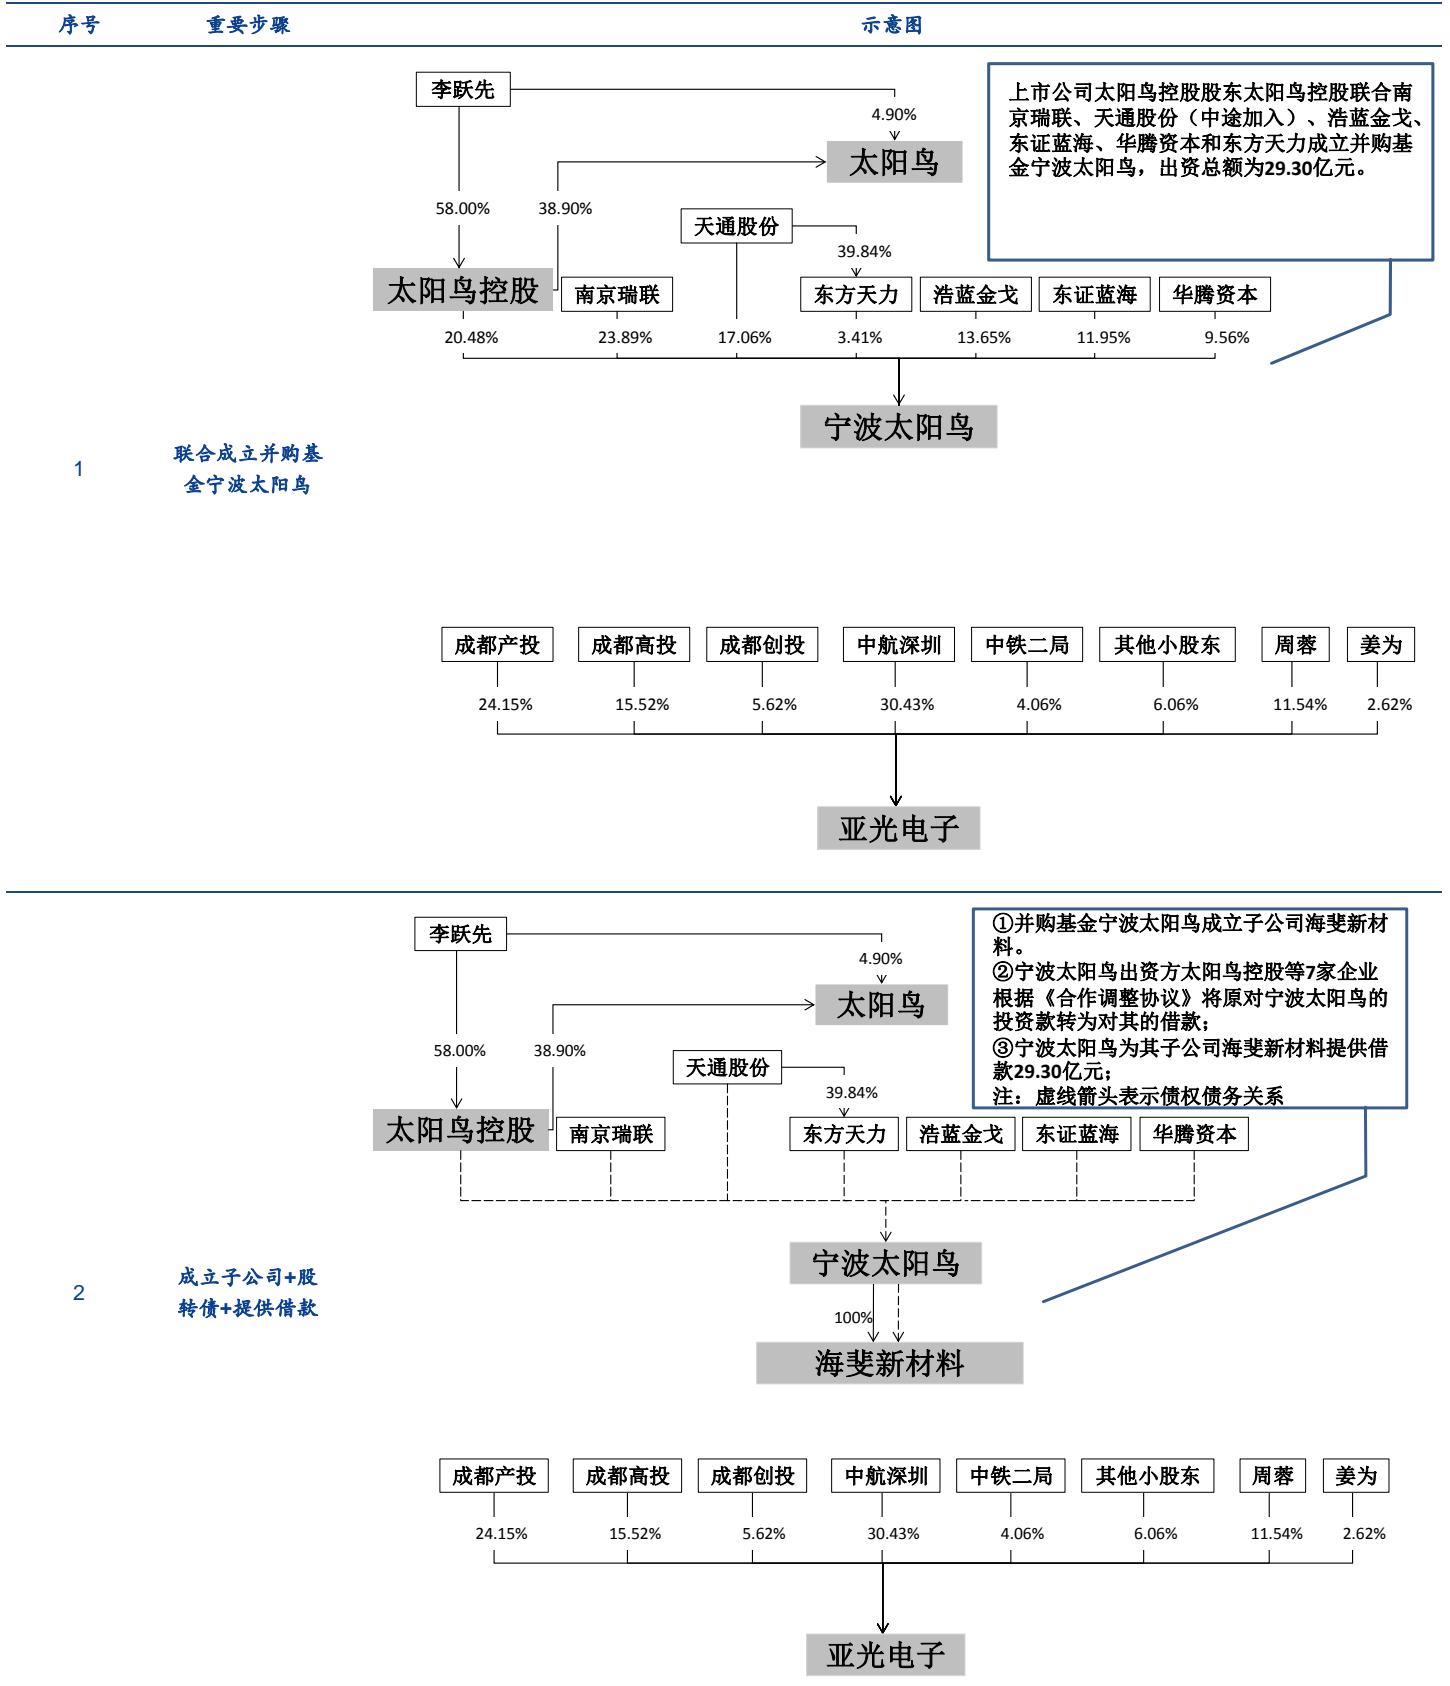 序号 重要步骤 示意图
李跃先
4.90%
太阳鸟
上市公司太阳鸟控股股东太阳鸟控股联合南
京瑞联、天通股份（中途加入）、浩蓝金戈、
东证蓝海、华腾资本和东方天力成立并购基
金宁波太阳鸟，出资总额为29.30亿元。
58.00% 38.90%
天通股份
39.84%
太阳鸟控股 南京瑞联 东方天力 浩蓝金戈 东证蓝海 华腾资本
20.48% 23.89% 17.06% 3.41% 13.65% 11.95% 9.56%
宁波太阳鸟
1
联合成立并购基
金宁波太阳鸟
成都产投 成都高投 成都创投 中航深圳 中铁二局 其他小股东 周蓉 姜为
24.15% 15.52% 5.62% 30.43% 4.06% 6.06% 11.54% 2.62%
亚光电子
李跃先
4.90%
太阳鸟
①并购基金宁波太阳鸟成立子公司海斐新材
料。
②宁波太阳鸟出资方太阳鸟控股等7家企业
根据《合作调整协议》将原对宁波太阳鸟的
投资款转为对其的借款；
③宁波太阳鸟为其子公司海斐新材料提供借
款29.30亿元；
注：虚线箭头表示债权债务关系
58.00% 38.90%
天通股份
39.84%
太阳鸟控股 南京瑞联 东方天力 浩蓝金戈 东证蓝海 华腾资本
宁波太阳鸟
100%
海斐新材料
2
成立子公司+股
转债+提供借款
成都产投 成都高投 成都创投 中航深圳 中铁二局 其他小股东 周蓉 姜为
24.15% 15.52% 5.62% 30.43% 4.06% 6.06% 11.54% 2.62%
亚光电子